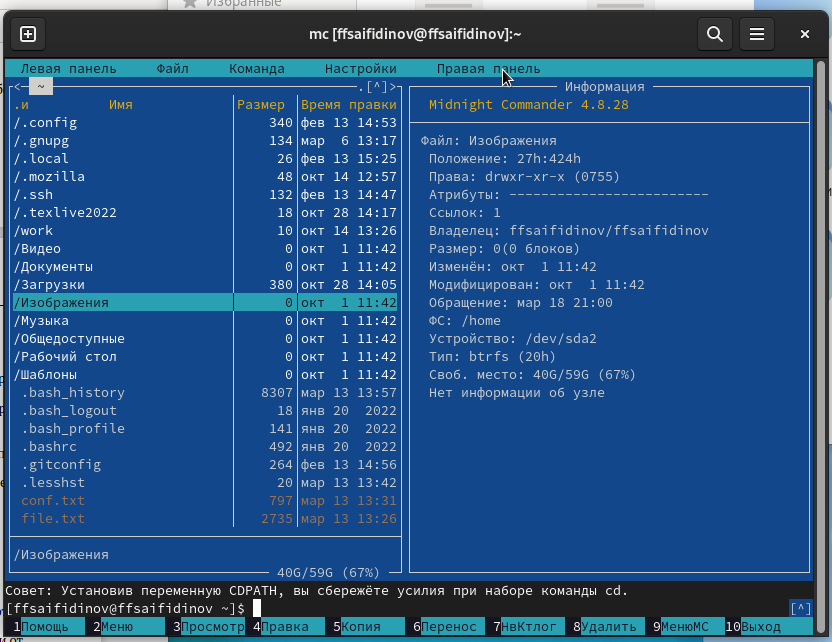 Избранные
mc [ffsaifidinov@ffsaifidinov]:~
Левая панель Файл Команда Настройки Правая панель
<─ ~ ─.[^]>
.и Имя Размер Время правки
/.config 340 фев 13 14:53
/.gnupg 134 мар 6 13:17
/.local 26 фев 13 15:25
/.mozilla 48 окт 14 12:57
/.ssh 132 фев 13 14:47
/.texlive2022 18 окт 28 14:17
/work 10 окт 14 13:26
/Видео 0 окт 1 11:42
/Документы 0 окт 1 11:42
/Загрузки 380 окт 28 14:05
/Изображения 0 окт 1 11:42
/Музыка 0 окт 1 11:42
/Общедоступные 0 окт 1 11:42
/Рабочий стол 0 окт 1 11:42
/Шаблоны 0 окт 1 11:42
.bash_history 8307 мар 13 13:57
.bash_logout 18 янв 20 2022
.bash_profile 141 янв 20 2022
.bashrc 492 янв 20 2022
.gitconfig 264 фев 13 14:56
.lesshst 20 мар 13 13:42
conf.txt 797 мар 13 13:31
file.txt 2735 мар 13 13:26
/Изображения
40G/59G (67%)
Информация
Midnight Commander 4.8.28
Файл: Изображения
Положение: 27h:424h
Права: drwxr-xr-x (0755)
Атрибуты: -------------------------
Ссылок: 1
Владелец: ffsaifidinov/ffsaifidinov
Размер: 0(0 блоков)
Изменён: окт 1 11:42
Модифицирован: окт 1 11:42
Обращение: мар 18 21:00
ФС: /home
Устройство: /dev/sda2
Тип: btrfs (20h)
Своб. место: 40G/59G (67%)
Нет информации об узле
Совет: Установив переменную CDPATH, вы сбережёте усилия при наборе команды cd.
[ffsaifidinov@ffsaifidinov ~]$ [^]
1Помощь 2Меню 3Просмотр 4Правка 5Копия 6Перенос 7НвКтлог 8Удалить 9МенюMC 10Выход